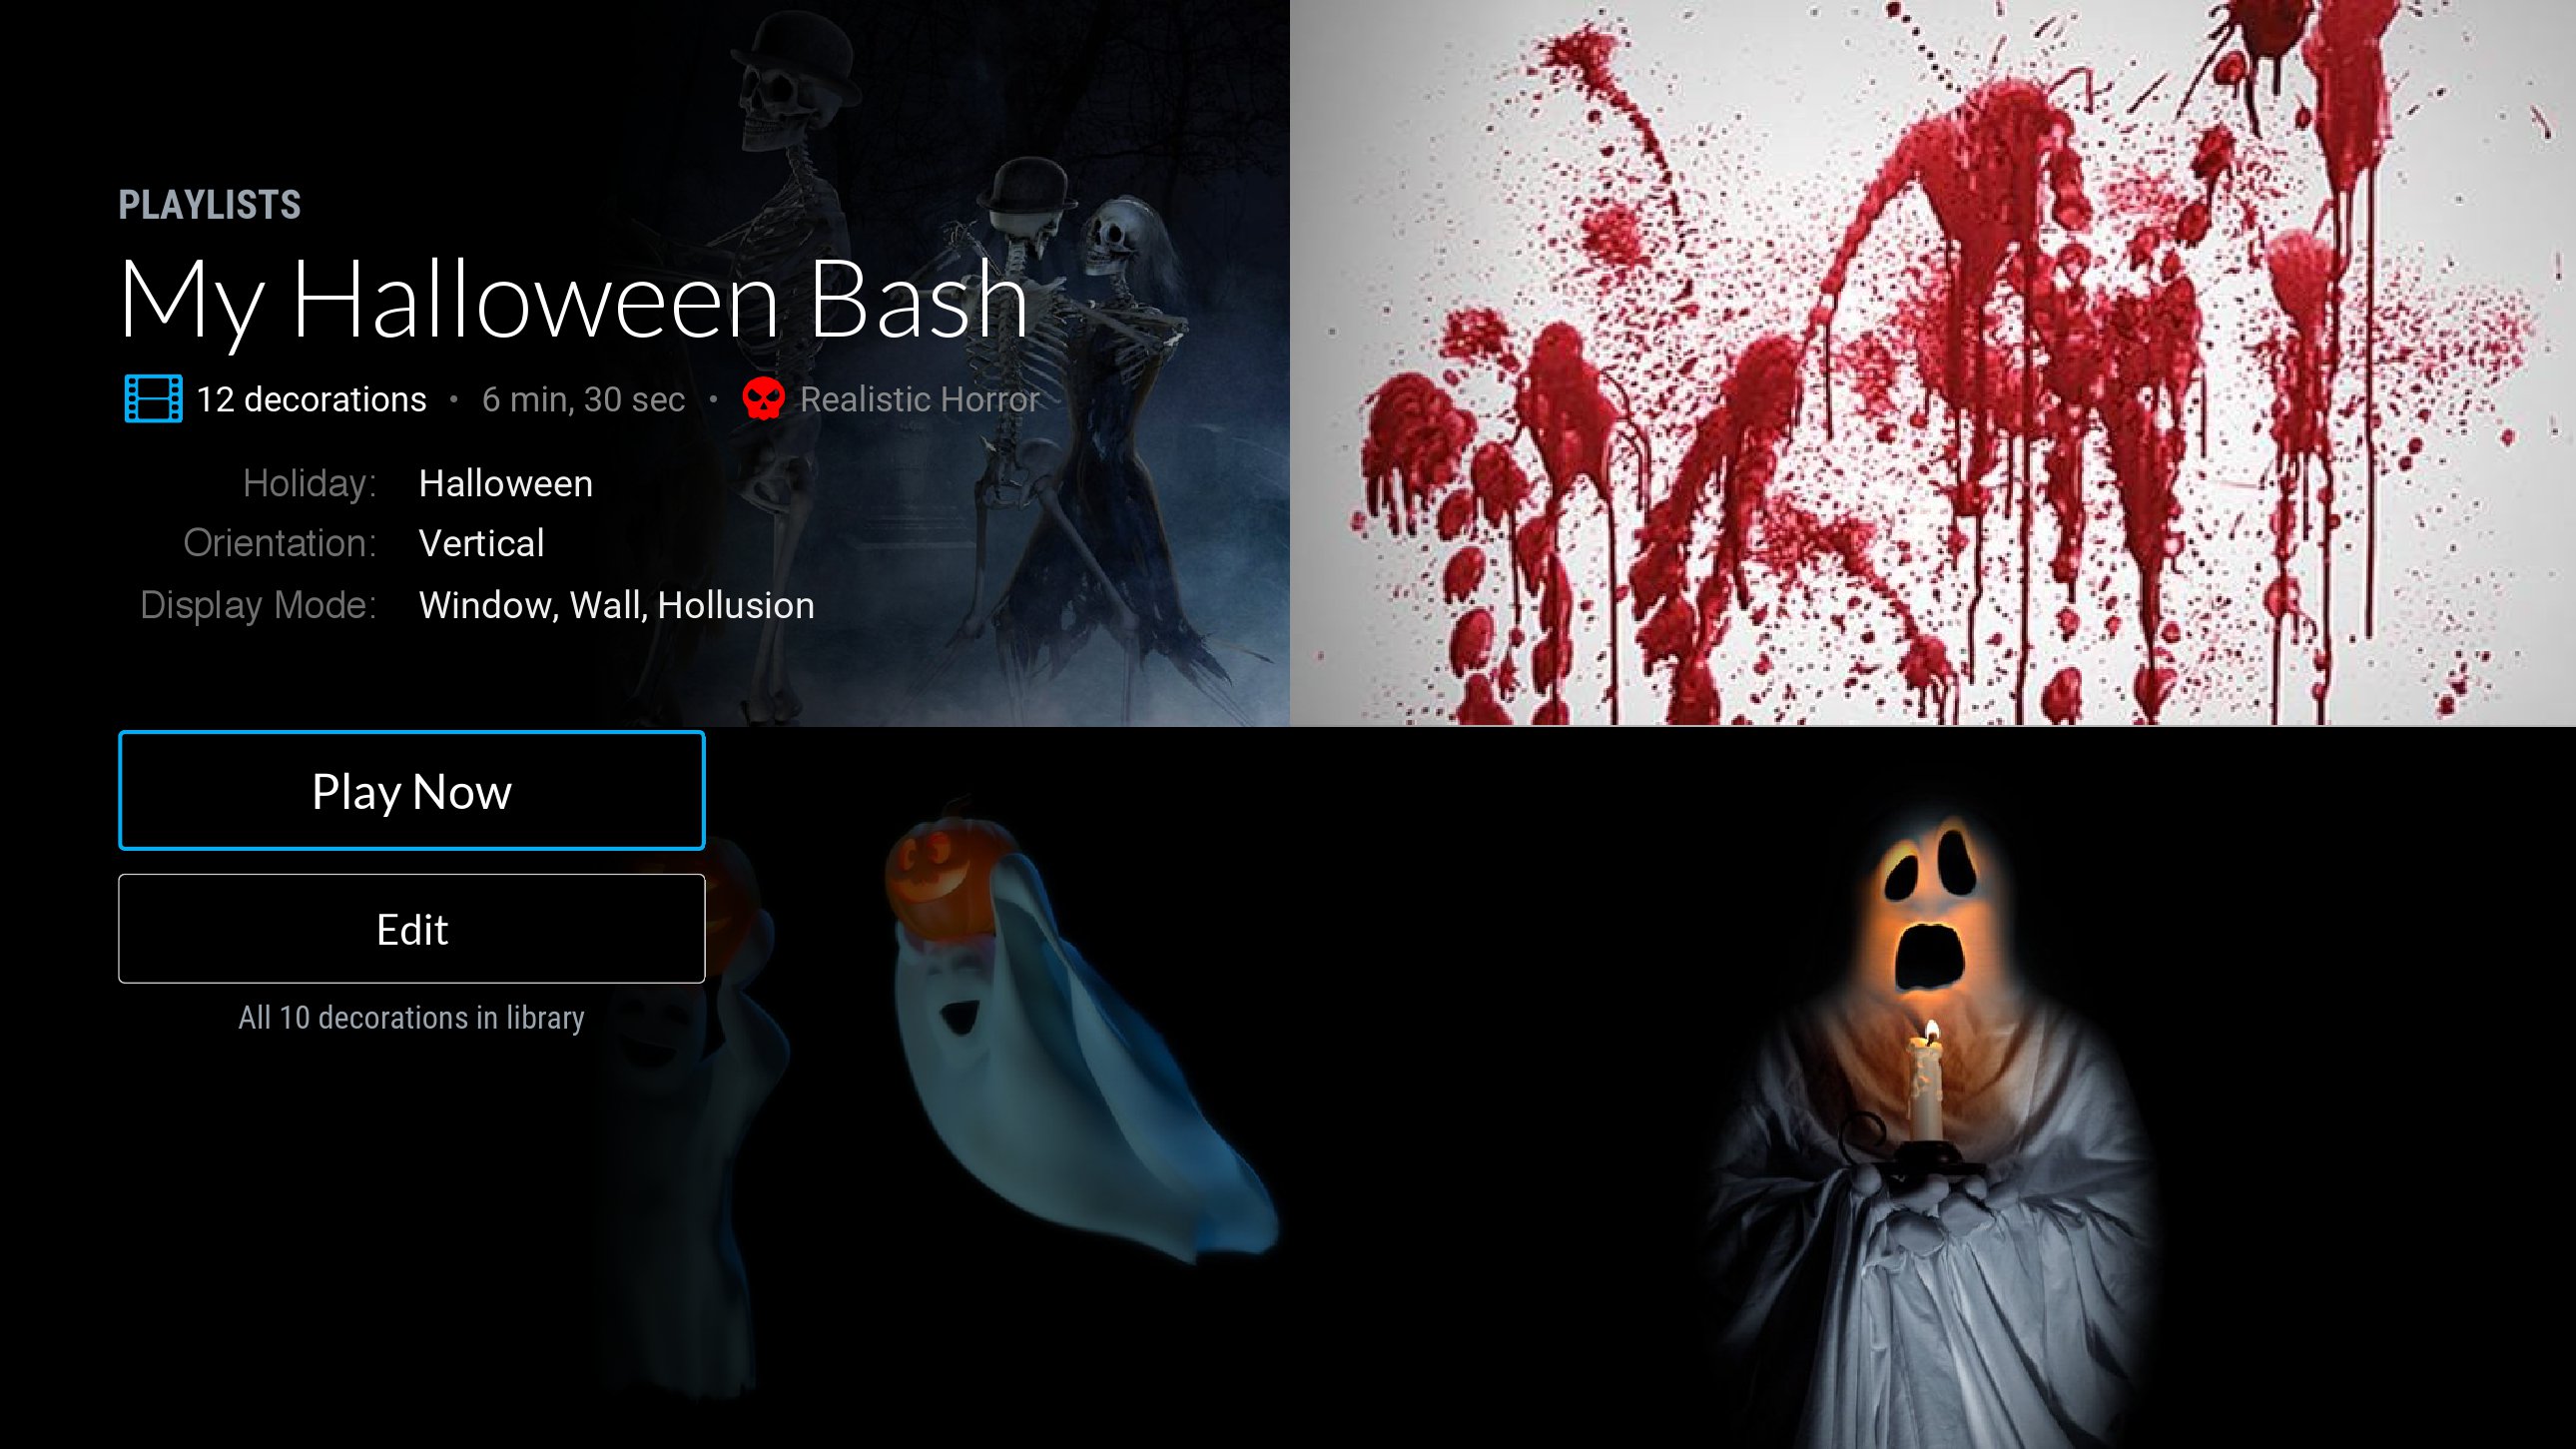 PLAYLISTS
My Halloween Bash
12 decorations • 6 min, 30 sec • Realistic Horror
Holiday: Halloween
Orientation: Vertical
Display Mode: Window, Wall, Hollusion
Play Now
Edit
All 10 decorations in library